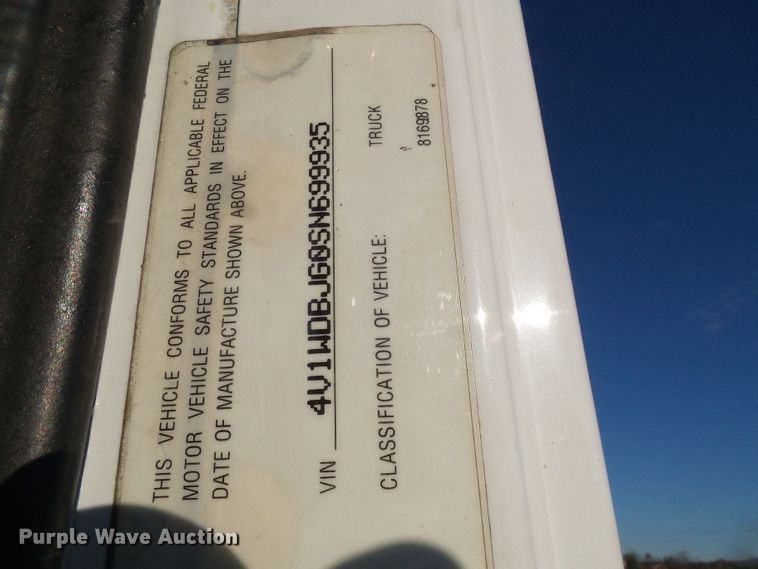 THIS VEHICLE CONFORMS TO ALL APPLICABLE FEDERAL
MOTOR VEHICLE SAFETY STANDARDS IN EFFECT ON THE
DATE OF MANUFACTURE SHOWN ABOVE.
VIN 4V1WDBJG0SN699935
CLASSIFICATION OF VEHICLE: TRUCK
8169878
Purple Wave Auction